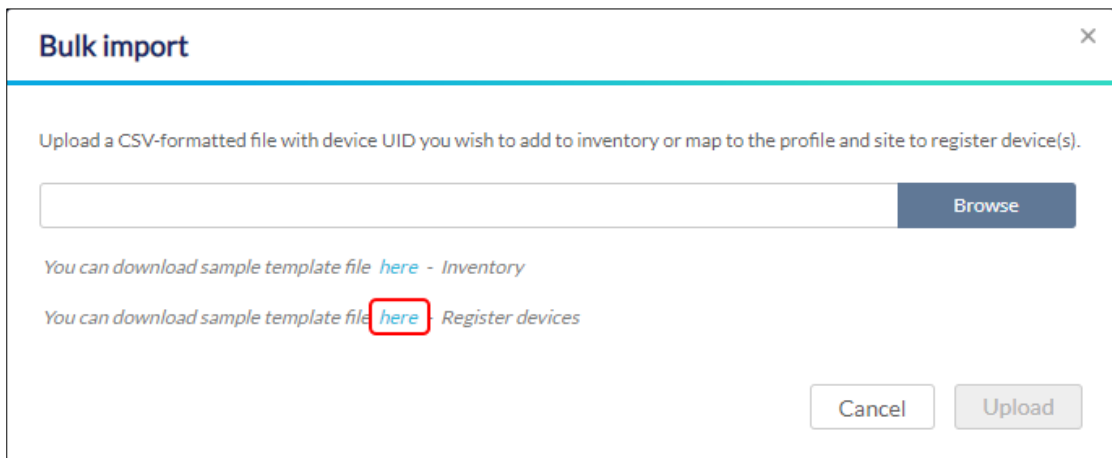 Bulk import
Upload a CSV-formatted file with device UID you wish to add to inventory or map to the profile and site to register device(s).
Browse
You can download sample template file here - Inventory
You can download sample template file here - Register devices
Cancel
Upload